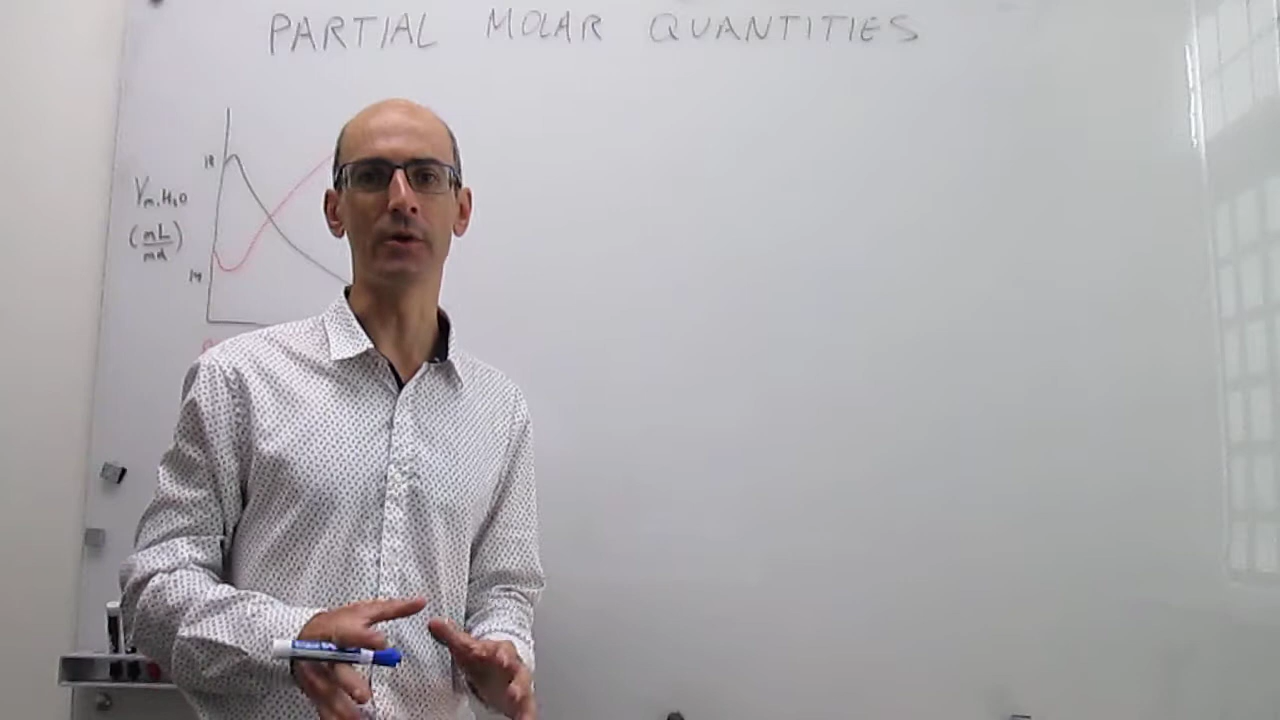 PARTIAL MOLAR QUANTITIES
18
Vm,H2O
(mL/mol)
14